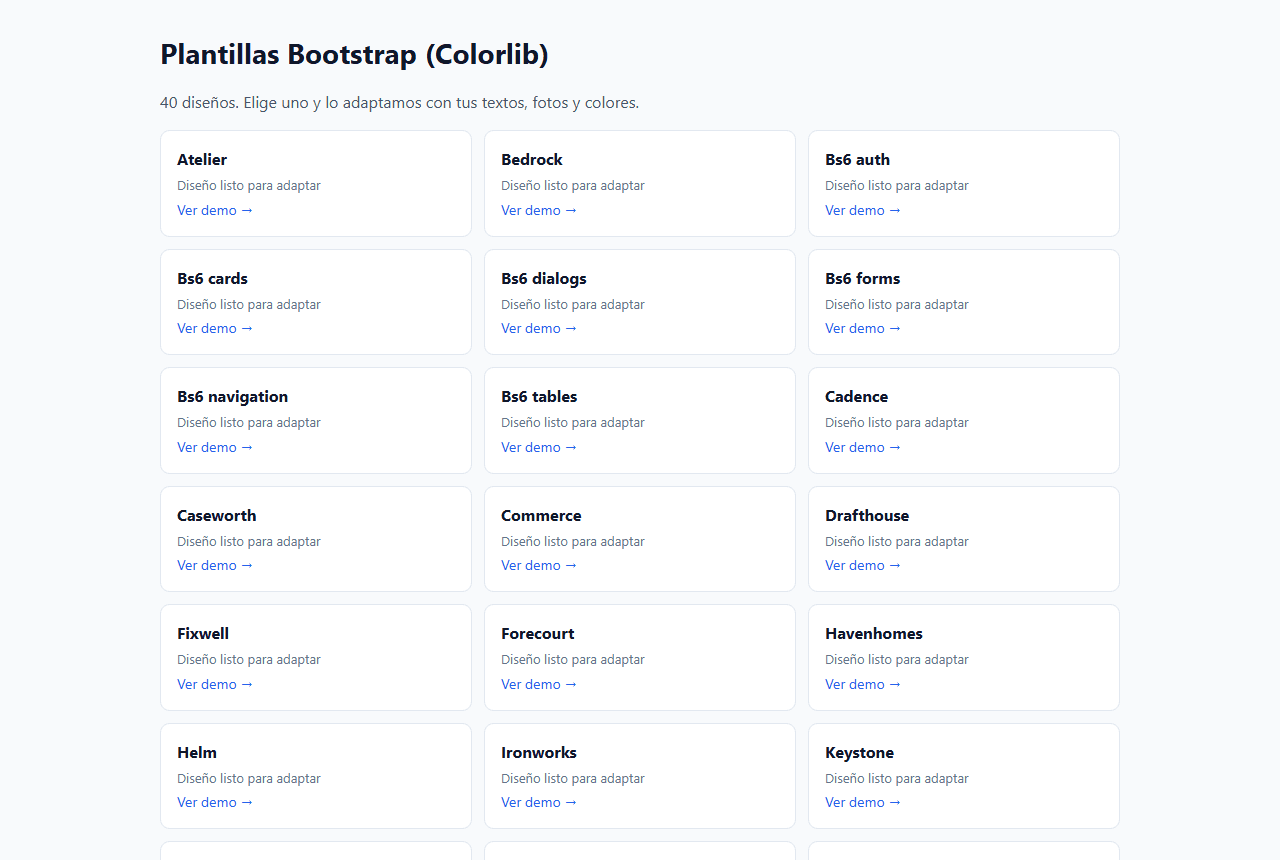 Plantillas Bootstrap (Colorlib)
40 diseños. Elige uno y lo adaptamos con tus textos, fotos y colores.
Atelier
Diseño listo para adaptar
Ver demo →
Bedrock
Diseño listo para adaptar
Ver demo →
Bs6 auth
Diseño listo para adaptar
Ver demo →
Bs6 cards
Diseño listo para adaptar
Ver demo →
Bs6 dialogs
Diseño listo para adaptar
Ver demo →
Bs6 forms
Diseño listo para adaptar
Ver demo →
Bs6 navigation
Diseño listo para adaptar
Ver demo →
Bs6 tables
Diseño listo para adaptar
Ver demo →
Cadence
Diseño listo para adaptar
Ver demo →
Caseworth
Diseño listo para adaptar
Ver demo →
Commerce
Diseño listo para adaptar
Ver demo →
Drafthouse
Diseño listo para adaptar
Ver demo →
Fixwell
Diseño listo para adaptar
Ver demo →
Forecourt
Diseño listo para adaptar
Ver demo →
Havenhomes
Diseño listo para adaptar
Ver demo →
Helm
Diseño listo para adaptar
Ver demo →
Ironworks
Diseño listo para adaptar
Ver demo →
Keystone
Diseño listo para adaptar
Ver demo →